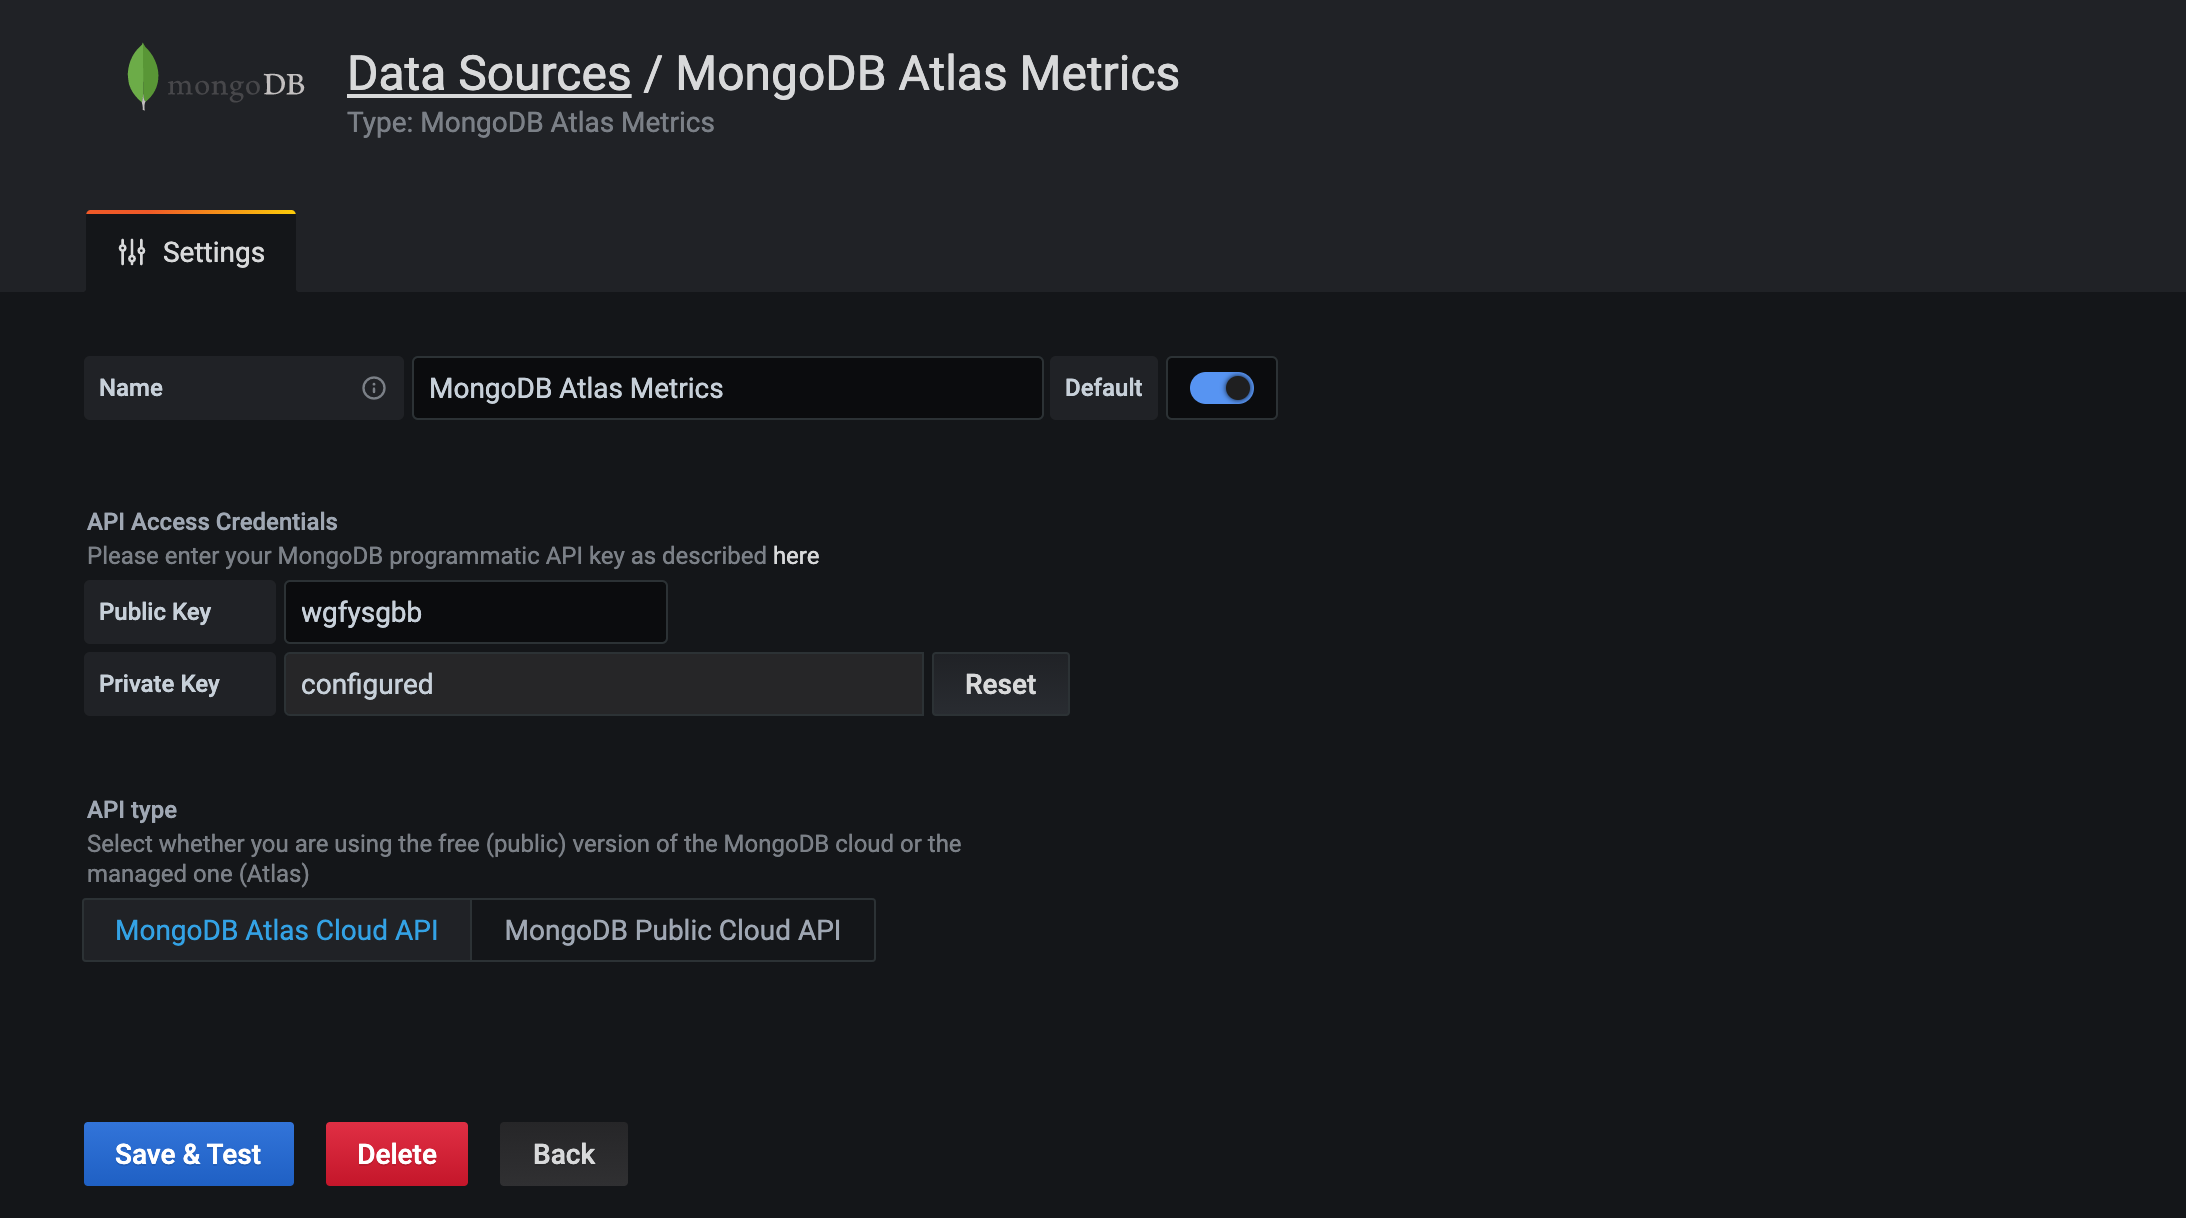 mongoDB
Data Sources / MongoDB Atlas Metrics
Type: MongoDB Atlas Metrics
Settings
Name MongoDB Atlas Metrics Default
API Access Credentials
Please enter your MongoDB programmatic API key as described here
Public Key wgfysgbb
Private Key configured Reset
API type
Select whether you are using the free (public) version of the MongoDB cloud or the
managed one (Atlas)
MongoDB Atlas Cloud API MongoDB Public Cloud API
Save & Test Delete Back